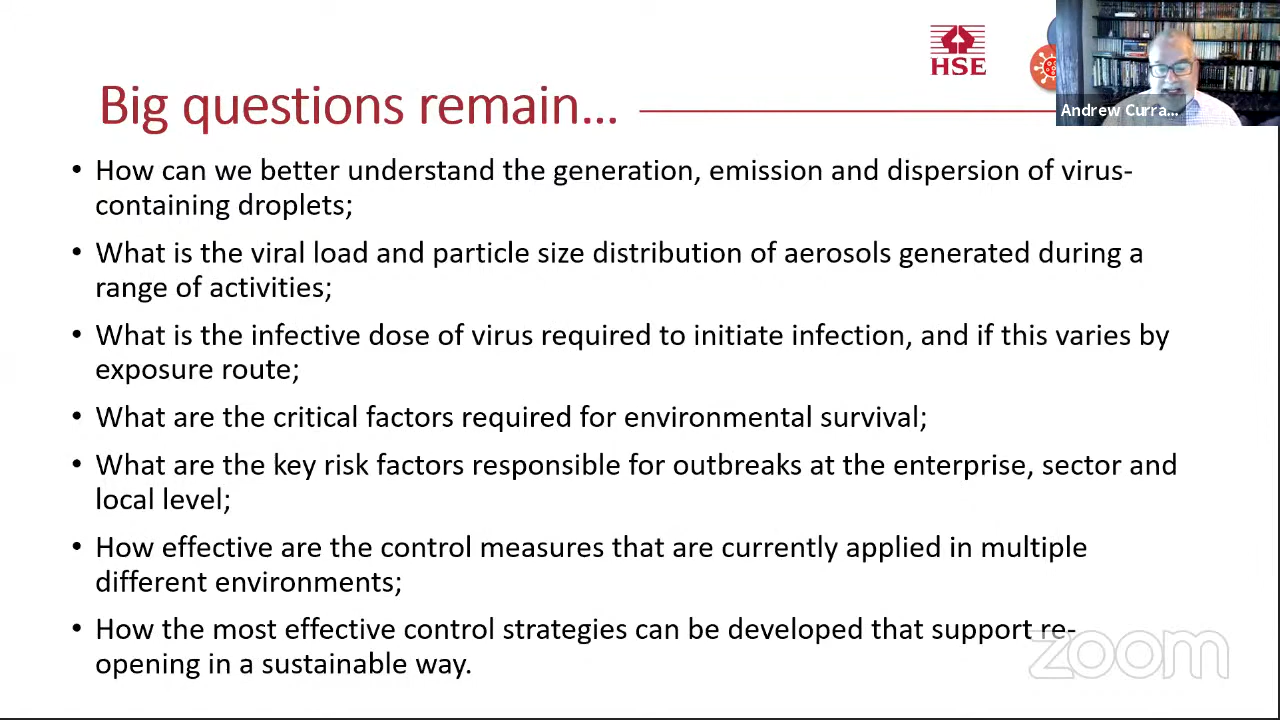 HSE
Andrew Curra...
Big questions remain...
• How can we better understand the generation, emission and dispersion of virus-
containing droplets;
• What is the viral load and particle size distribution of aerosols generated during a
range of activities;
• What is the infective dose of virus required to initiate infection, and if this varies by
exposure route;
• What are the critical factors required for environmental survival;
• What are the key risk factors responsible for outbreaks at the enterprise, sector and
local level;
• How effective are the control measures that are currently applied in multiple
different environments;
• How the most effective control strategies can be developed that support re-
opening in a sustainable way.
zoom